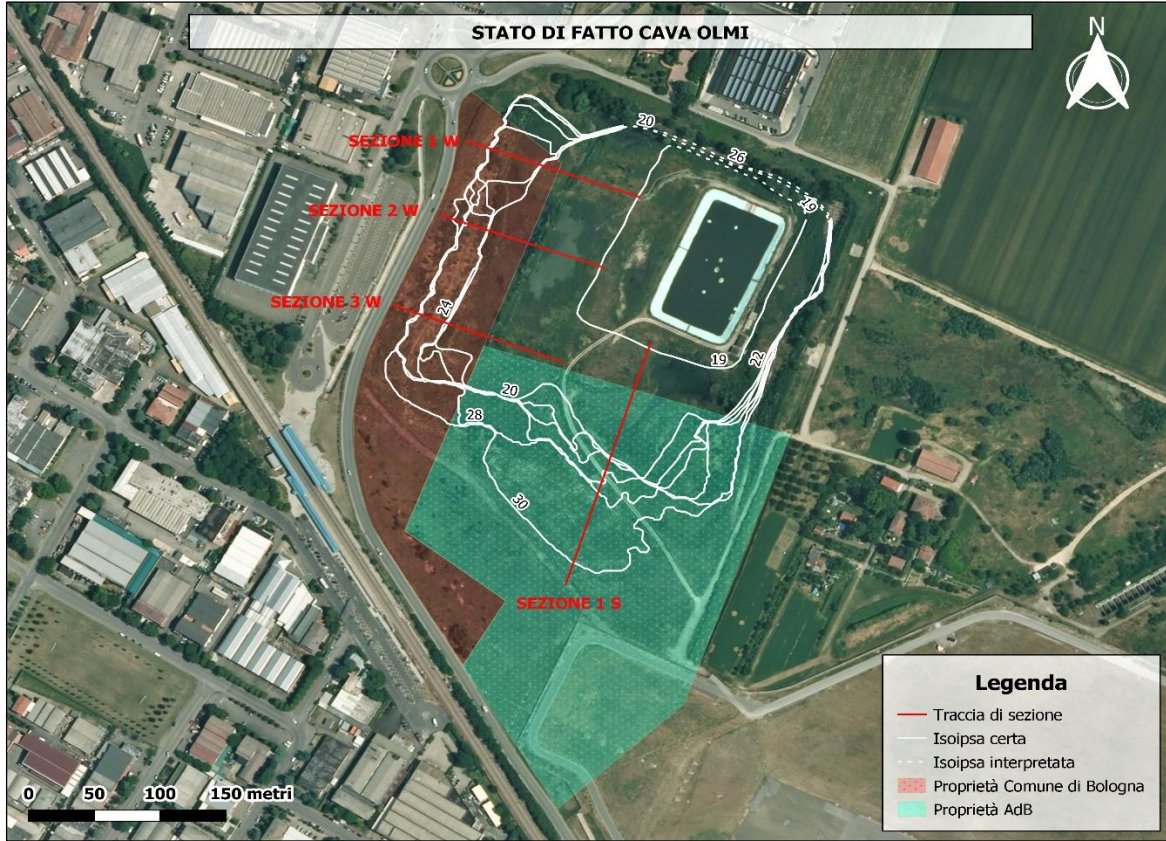 STATO DI FATTO CAVA OLMI
N
20
SEZIONE 1 W
26
19
SEZIONE 2 W
SEZIONE 3 W
24
19
22
20
28
30
SEZIONE 1 S
Legenda
Traccia di sezione
Isoipsa certa
Isoipsa interpretata
Proprietà Comune di Bologna
Proprietà AdB
0 50 100 150 metri